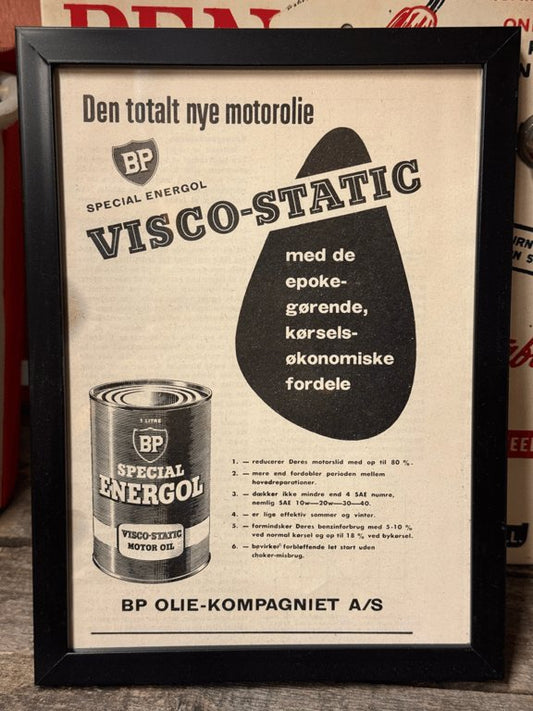 Den totalt nye motorolie
BP
SPECIAL ENERGOL
VISCO-STATIC
med de
epoke-
gørende,
kørsels-
økonomiske
fordele
1 LITRE
BP
SPECIAL
ENERGOL
VISCO-STATIC
MOTOR OIL
1. — reducerer Deres motorslid med op til 80 %.
2. — mere end fordobler perioden mellem
hovedreparationer.
3. — dækker ikke mindre end 4 SAE numre,
nemlig SAE 10w—20w—30—40.
4. — er lige effektiv sommer og vinter.
5. — formindsker Deres benzinforbrug med 5-10 %
ved normal kørsel og op til 18 % ved bykørsel.
6. — bevirker forbløffende let start uden
choker-misbrug.
BP OLIE-KOMPAGNIET A/S